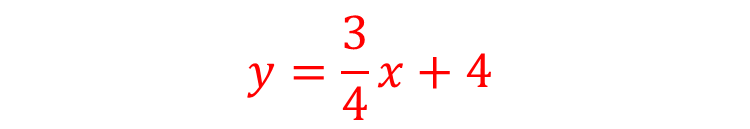 y = 3/4 x + 4